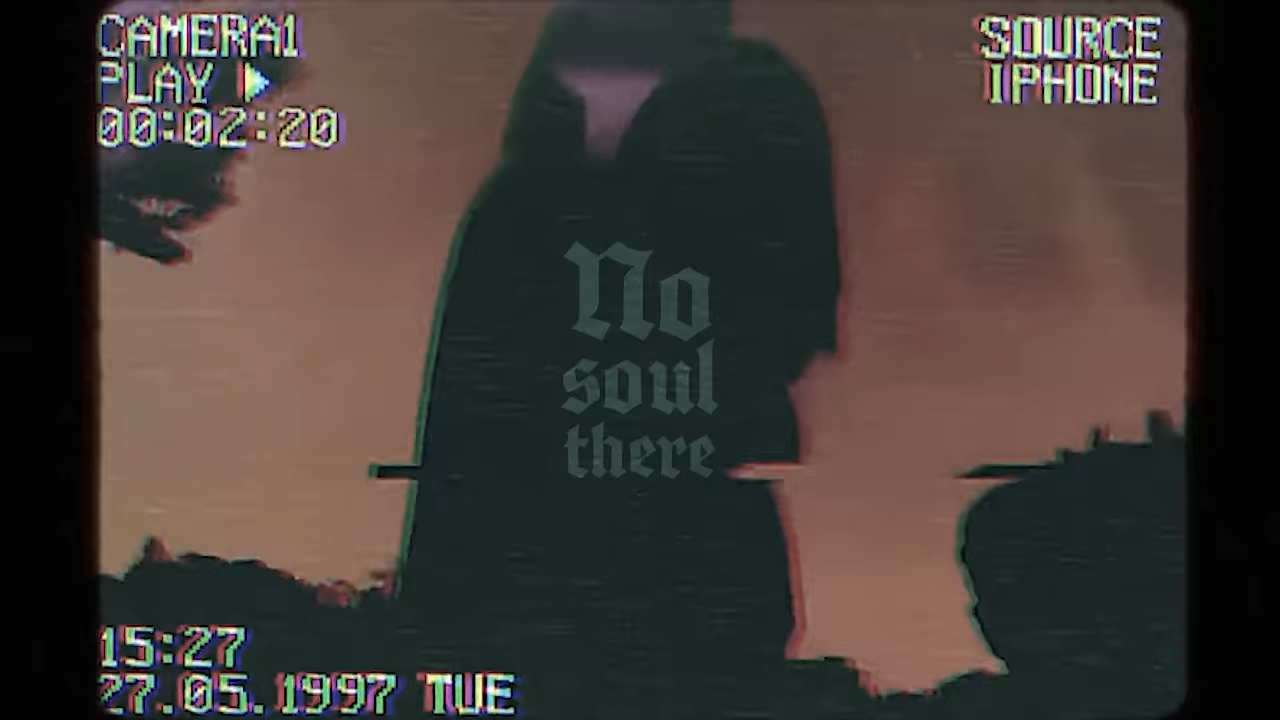 CAMERA1
PLAY
00:02:20
SOURCE
IPHONE
No
soul
there
15:27
27.05.1997 TUE